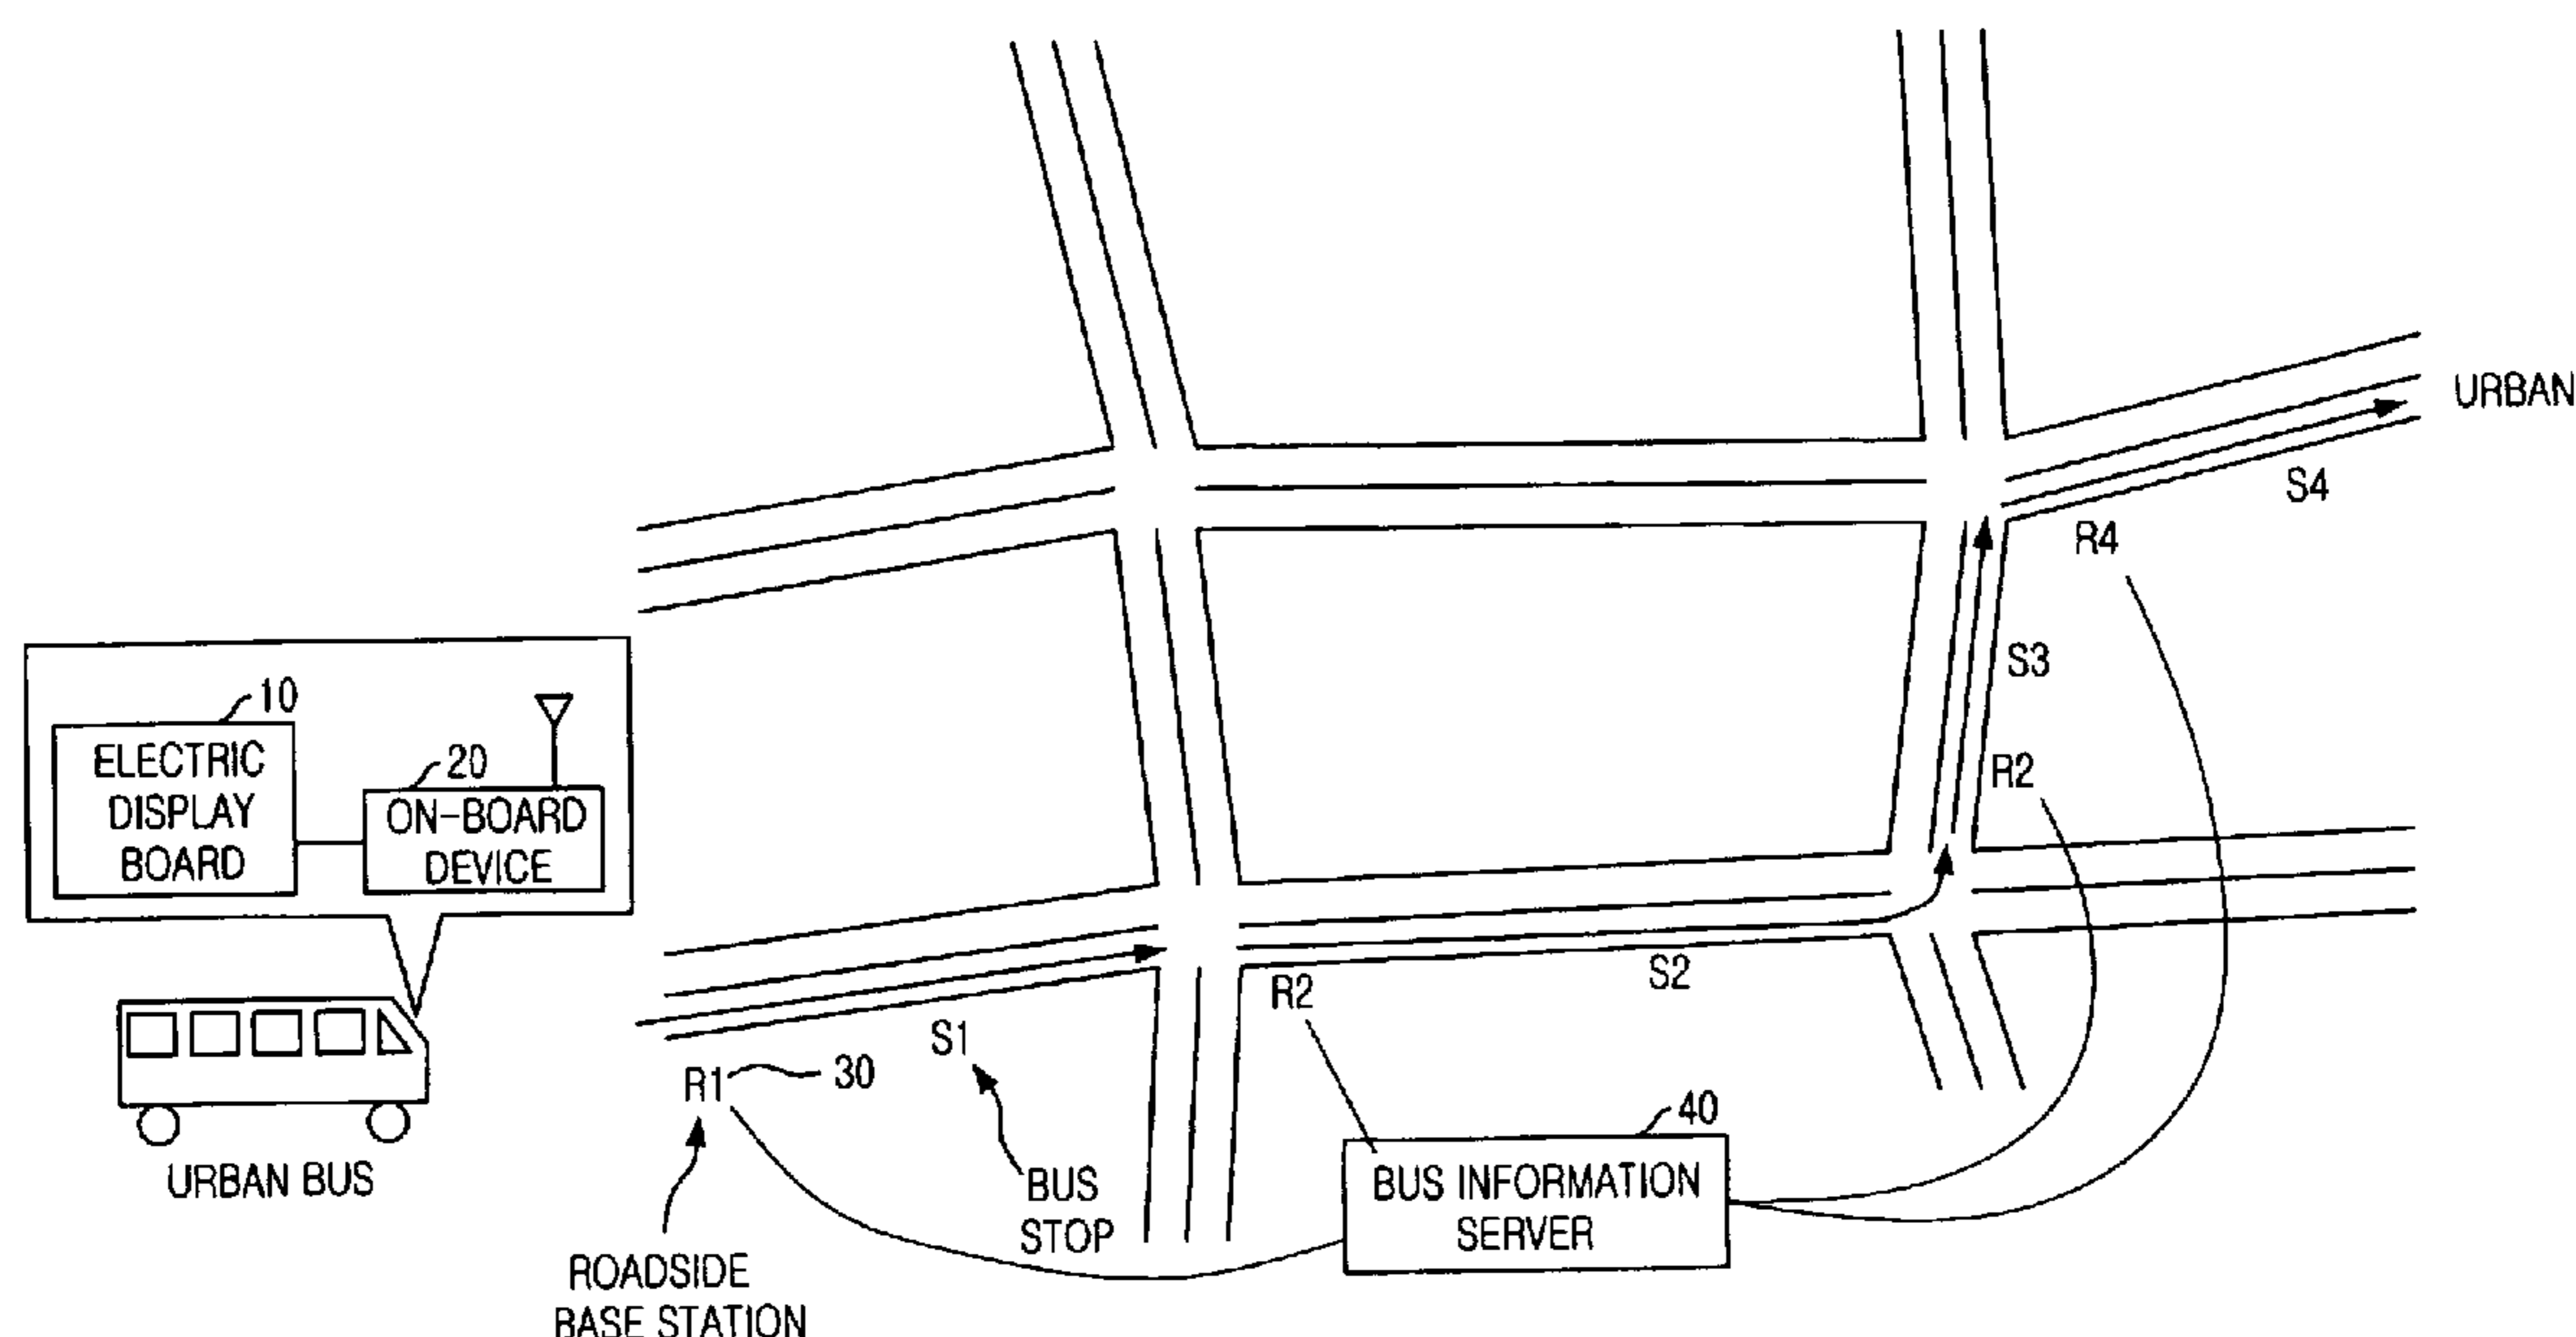 10
ELECTRIC
DISPLAY
BOARD
20
ON-BOARD
DEVICE
URBAN BUS
URBAN
S4
R4
S3
R2
S2
R2
S1
R1
30
BUS
STOP
ROADSIDE
BASE STATION
40
BUS INFORMATION
SERVER